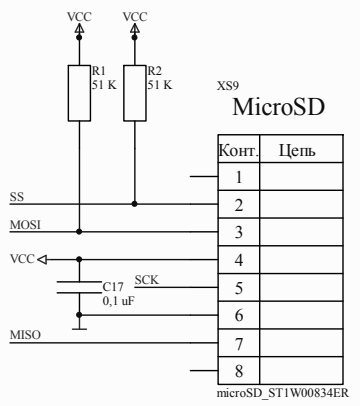 VCC VCC
R1 51 K
R2 51 K
XS9
MicroSD
Конт. Цепь
1
SS 2
MOSI 3
VCC 4
C17 0,1 uF
SCK 5
6
MISO 7
8
microSD_ST1W00834ER